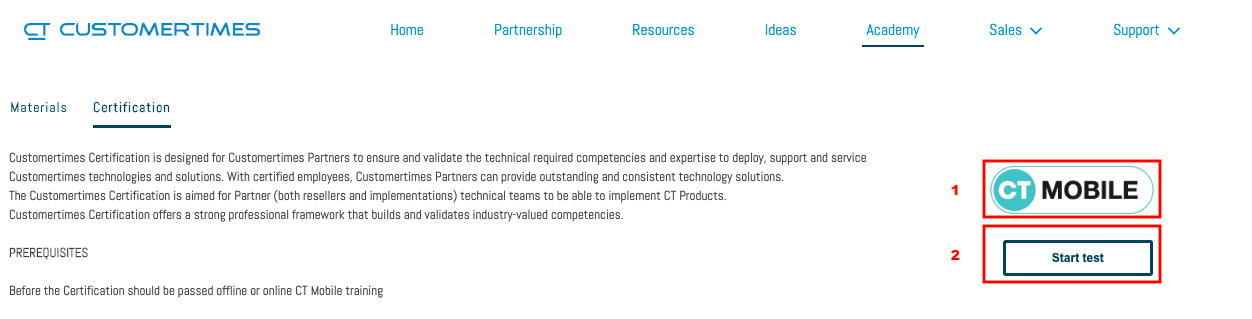 CT CUSTOMERTIMES
Home Partnership Resources Ideas Academy Sales Support
Materials Certification
Customertimes Certification is designed for Customertimes Partners to ensure and validate the technical required competencies and expertise to deploy, support and service
Customertimes technologies and solutions. With certified employees, Customertimes Partners can provide outstanding and consistent technology solutions.
The Customertimes Certification is aimed for Partner (both resellers and implementations) technical teams to be able to implement CT Products.
Customertimes Certification offers a strong professional framework that builds and validates industry-valued competencies.
PREREQUISITES
Before the Certification should be passed offline or online CT Mobile training
1 CT MOBILE
2 Start test